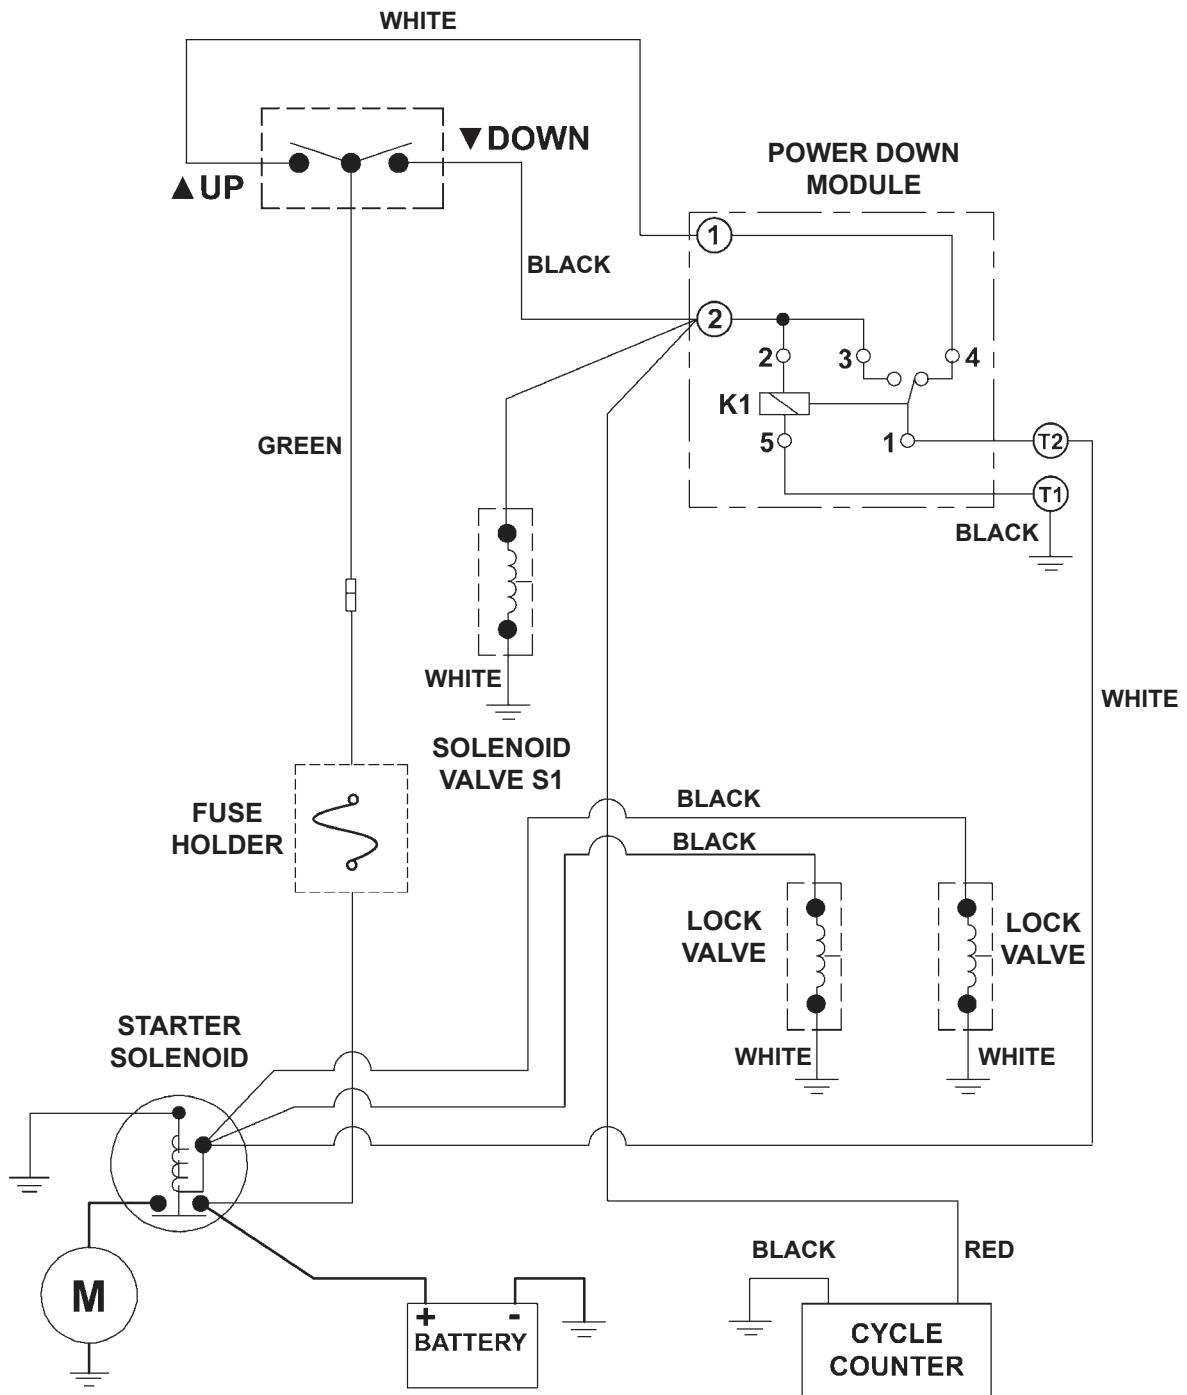 WHITE
▼DOWN
▲UP
POWER DOWN
MODULE
1
BLACK
2
2
3
4
K1
GREEN
5
1
T2
T1
BLACK
WHITE
WHITE
SOLENOID
VALVE S1
BLACK
FUSE
HOLDER
BLACK
LOCK
VALVE
LOCK
VALVE
STARTER
SOLENOID
WHITE
WHITE
BLACK
RED
M
+ -
BATTERY
CYCLE
COUNTER